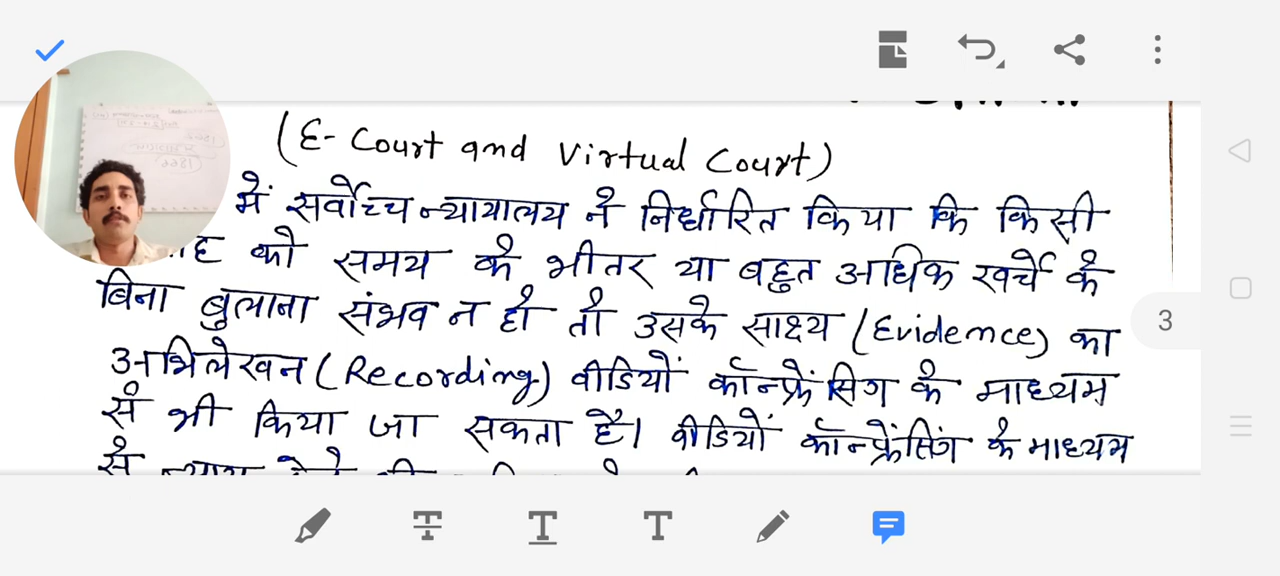 (E- Court and Virtual Court)
में सर्वोच्च न्यायालय ने निर्धारित किया कि किसी
को समय के भीतर या बहुत अधिक खर्चे के
बिना बुलाना संभव न हो तो उसके साक्ष्य (Evidence) का
3
अभिलेखन (Recording) वीडियों कॉन्फ्रेंसिग के माध्यम
से भी किया जा सकता हैं। वीडियों कॉन्फ्रेंसिंग के माध्यम
से